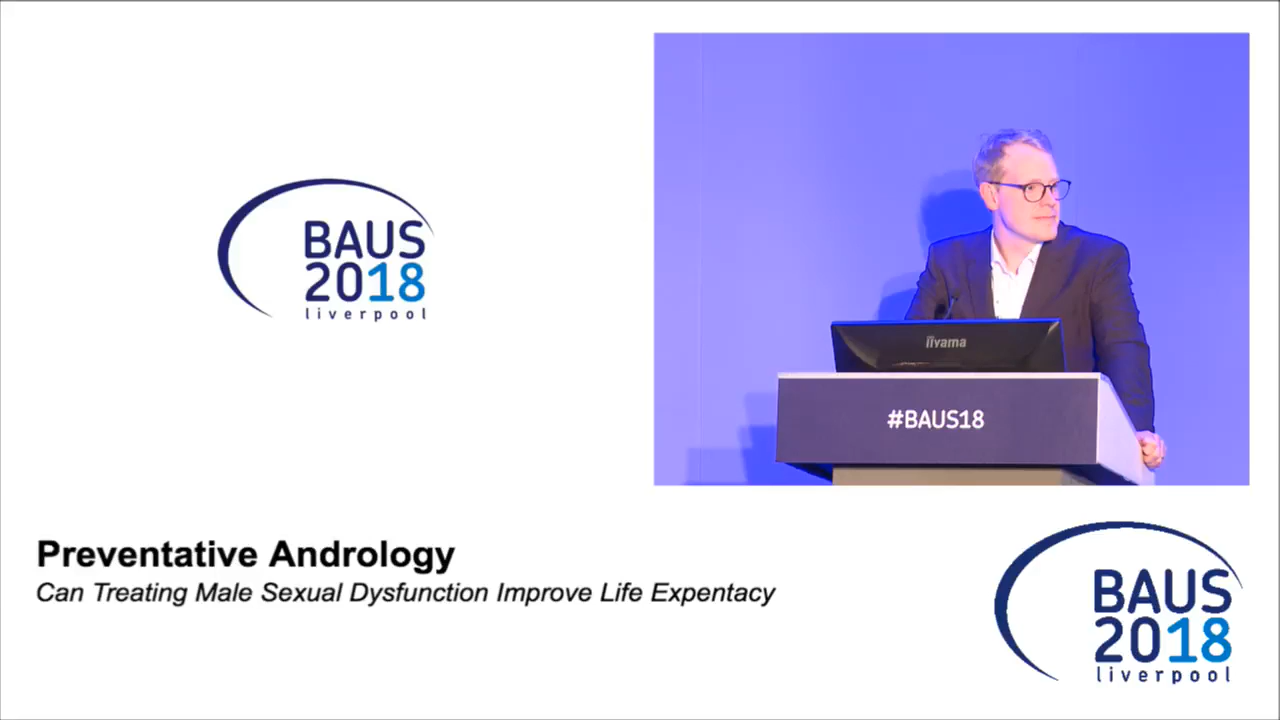 BAUS
2018
liverpool
iiyama
#BAUS18
Preventative Andrology
Can Treating Male Sexual Dysfunction Improve Life Expentacy
BAUS
2018
liverpool